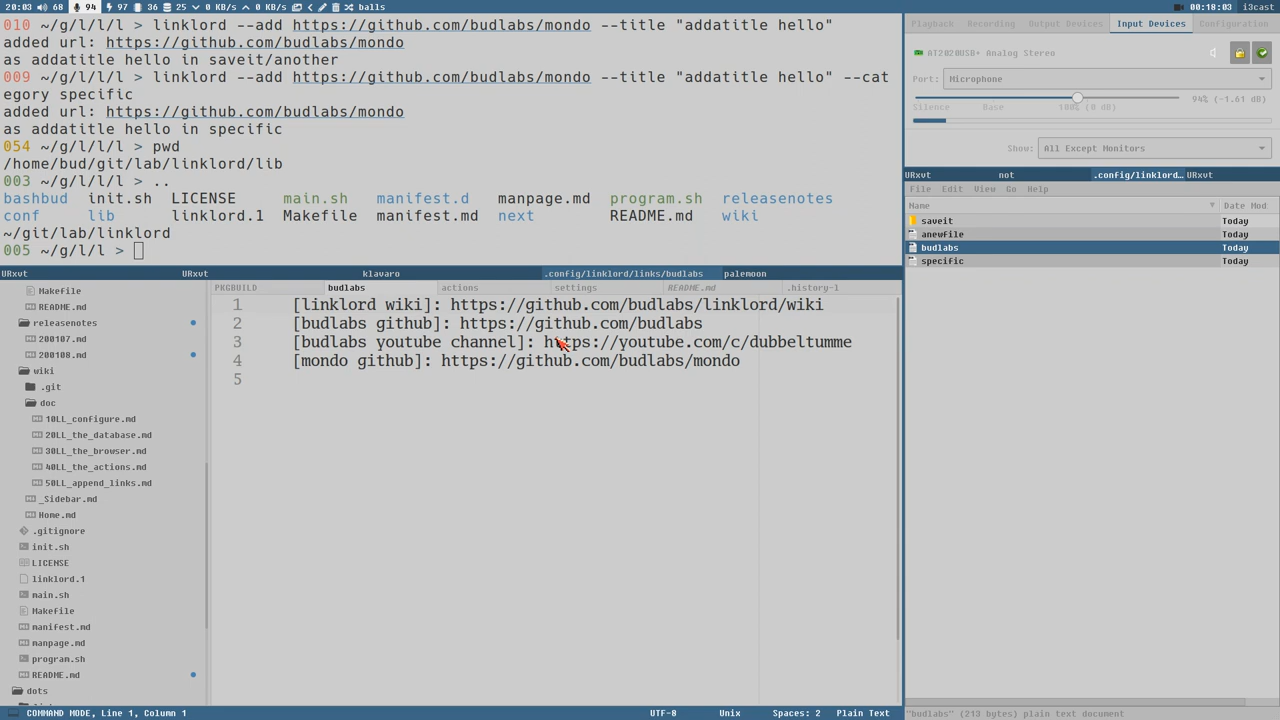 20:03 68 94 97 36 25 0 KB/s 0 KB/s balls 00:18:03 i3cast
010 ~/g/l/l/l > linklord --add https://github.com/budlabs/mondo --title "addatitle hello"
added url: https://github.com/budlabs/mondo
as addatitle hello in saveit/another
009 ~/g/l/l/l > linklord --add https://github.com/budlabs/mondo --title "addatitle hello" --cat
egory specific
added url: https://github.com/budlabs/mondo
as addatitle hello in specific
054 ~/g/l/l/l > pwd
/home/bud/git/lab/linklord/lib
003 ~/g/l/l/l > ..
bashbud init.sh LICENSE main.sh manifest.d manpage.md program.sh releasenotes
conf lib linklord.1 Makefile manifest.md next README.md wiki
~/git/lab/linklord
005 ~/g/l/l >
Playback Recording Output Devices Input Devices Configuration
AT2020USB+ Analog Stereo
Port: Microphone
94% (-1.61 dB)
Silence Base 100% (0 dB)
Show: All Except Monitors
URxvt not .config/linklord… URxvt
File Edit View Go Help
Name Date Mod
saveit Today
anewfile Today
budlabs Today
specific Today
"budlabs" (213 bytes) plain text document
URxvt URxvt klavaro .config/linklord/links/budlabs palemoon
PKGBUILD budlabs actions settings README.md .history-1
Makefile
README.md
releasenotes
200107.md
200108.md
wiki
.git
doc
10LL_configure.md
20LL_the_database.md
30LL_the_browser.md
40LL_the_actions.md
50LL_append_links.md
_Sidebar.md
Home.md
.gitignore
init.sh
LICENSE
linklord.1
main.sh
Makefile
manifest.md
manpage.md
program.sh
README.md
dots
1 [linklord wiki]: https://github.com/budlabs/linklord/wiki
2 [budlabs github]: https://github.com/budlabs
3 [budlabs youtube channel]: https://youtube.com/c/dubbeltumme
4 [mondo github]: https://github.com/budlabs/mondo
5
COMMAND MODE, Line 1, Column 1 UTF-8 Unix Spaces: 2 Plain Text